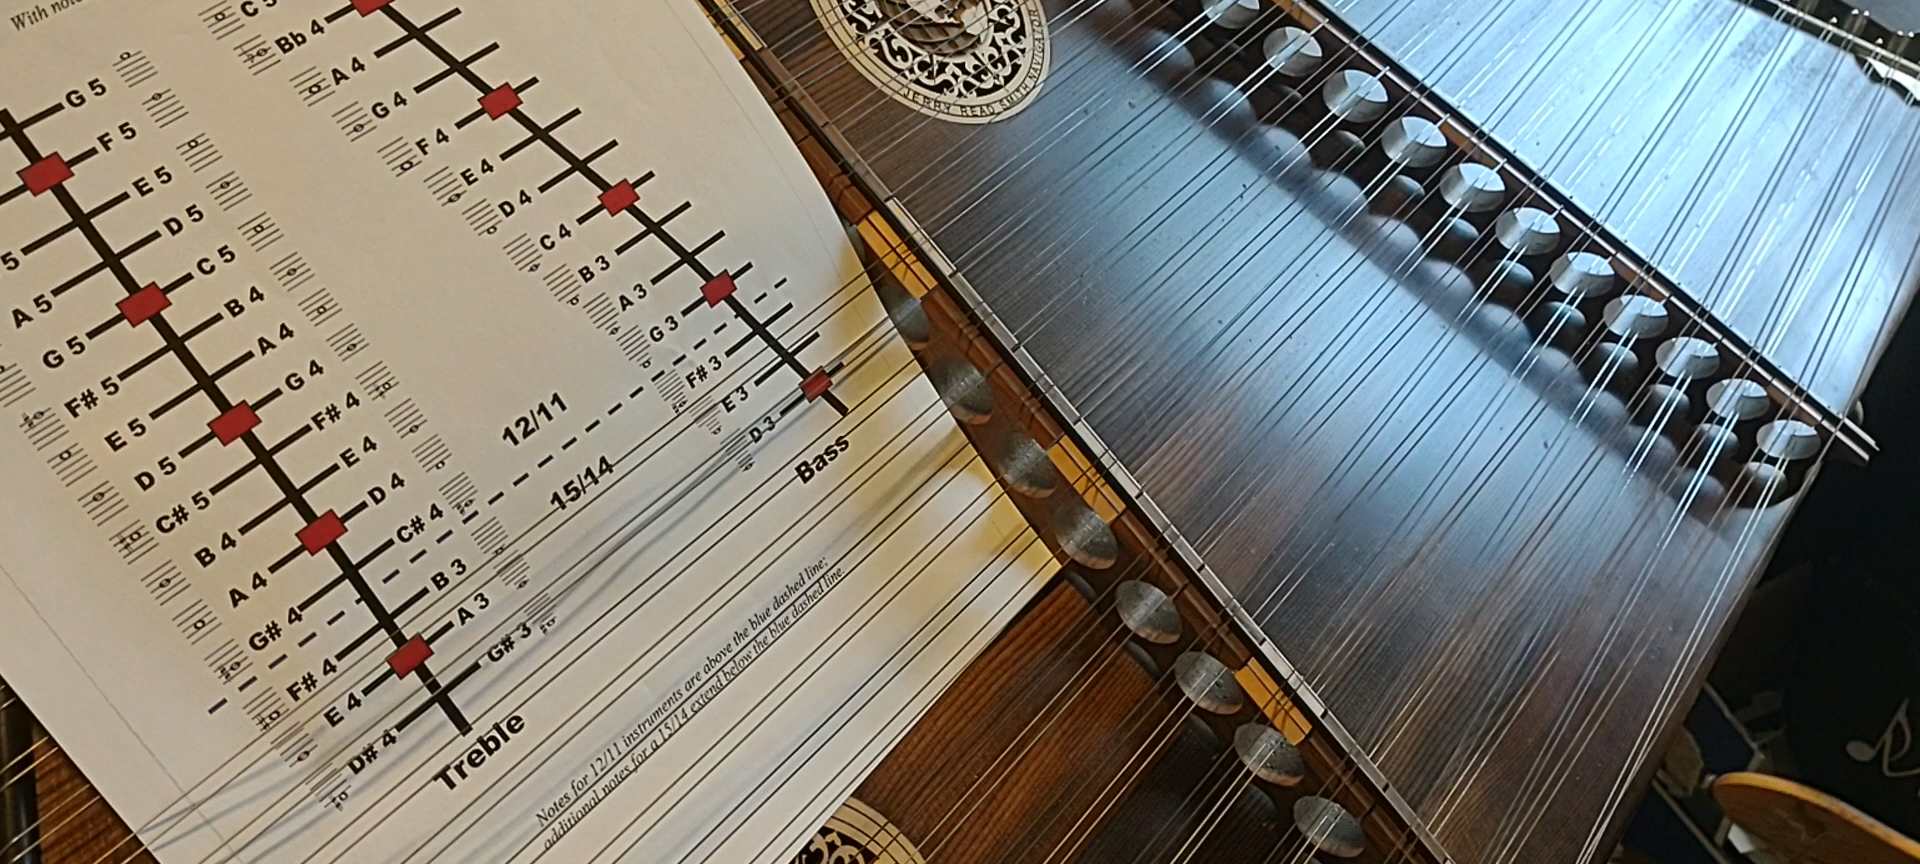 With note
G 5
F 5
E 5
D 5
C 5
B 4
A 4
G 4
F# 4
E 4
D 4
C# 4
B 3
A 3
G# 3
5
A 5
G 5
F# 5
E 5
D 5
C# 5
B 4
A 4
G# 4
F# 4
E 4
D# 4
Treble
C 5
Bb 4
A 4
G 4
F 4
E 4
D 4
C 4
B 3
A 3
G 3
F# 3
E 3
D 3
Bass
12/11
15/14
Notes for 12/11 instruments are above the blue dashed line;
additional notes for a 15/14 extend below the blue dashed line.
JERRY READ SMITH